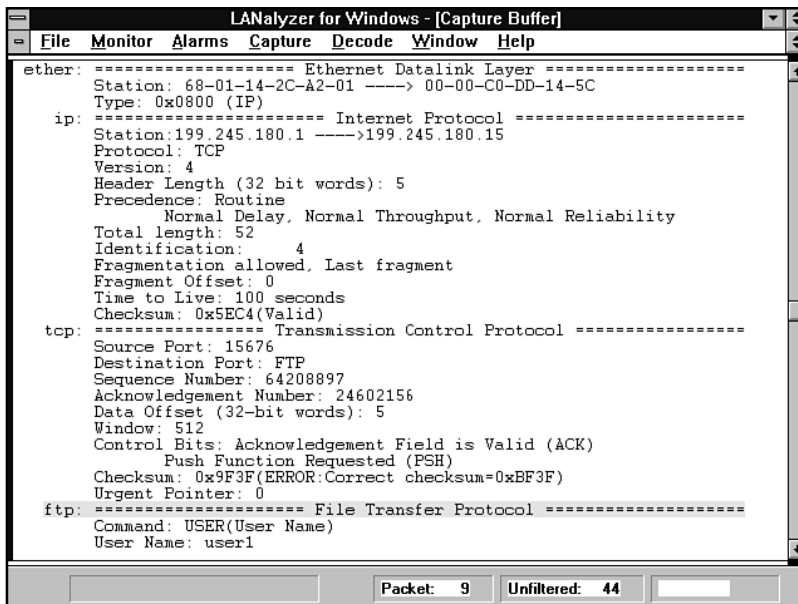 LANalyzer for Windows - [Capture Buffer]
File Monitor Alarms Capture Decode Window Help
ether: ===================== Ethernet Datalink Layer =====================
Station: 68-01-14-2C-A2-01 ----> 00-00-C0-DD-14-5C
Type: 0x0800 (IP)
ip: ======================== Internet Protocol ========================
Station:199.245.180.1 ---->199.245.180.15
Protocol: TCP
Version: 4
Header Length (32 bit words): 5
Precedence: Routine
Normal Delay, Normal Throughput, Normal Reliability
Total length: 52
Identification: 4
Fragmentation allowed, Last fragment
Fragment Offset: 0
Time to Live: 100 seconds
Checksum: 0x5EC4(Valid)
tcp: ================== Transmission Control Protocol ==================
Source Port: 15676
Destination Port: FTP
Sequence Number: 64208897
Acknowledgement Number: 24602156
Data Offset (32-bit words): 5
Window: 512
Control Bits: Acknowledgement Field is Valid (ACK)
Push Function Requested (PSH)
Checksum: 0x9F3F(ERROR:Correct checksum=0xBF3F)
Urgent Pointer: 0
ftp: ====================== File Transfer Protocol =====================
Command: USER(User Name)
User Name: user1
Packet: 9 Unfiltered: 44